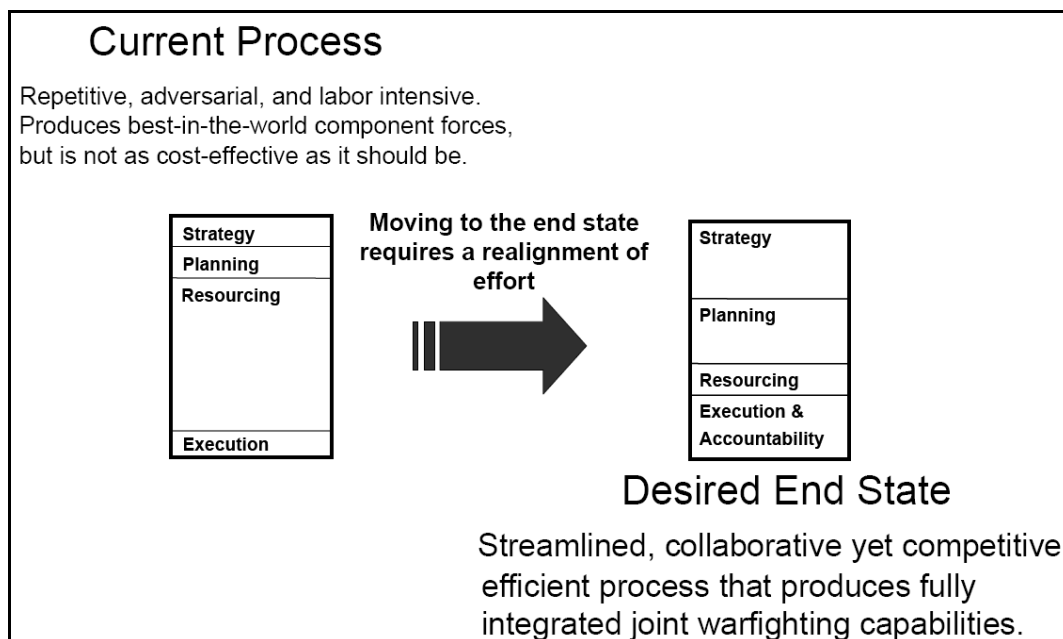 Current Process
Repetitive, adversarial, and labor intensive.
Produces best-in-the-world component forces,
but is not as cost-effective as it should be.
Strategy
Planning
Resourcing
Execution
Moving to the end state
requires a realignment of
effort
Strategy
Planning
Resourcing
Execution &
Accountability
Desired End State
Streamlined, collaborative yet competitive
efficient process that produces fully
integrated joint warfighting capabilities.